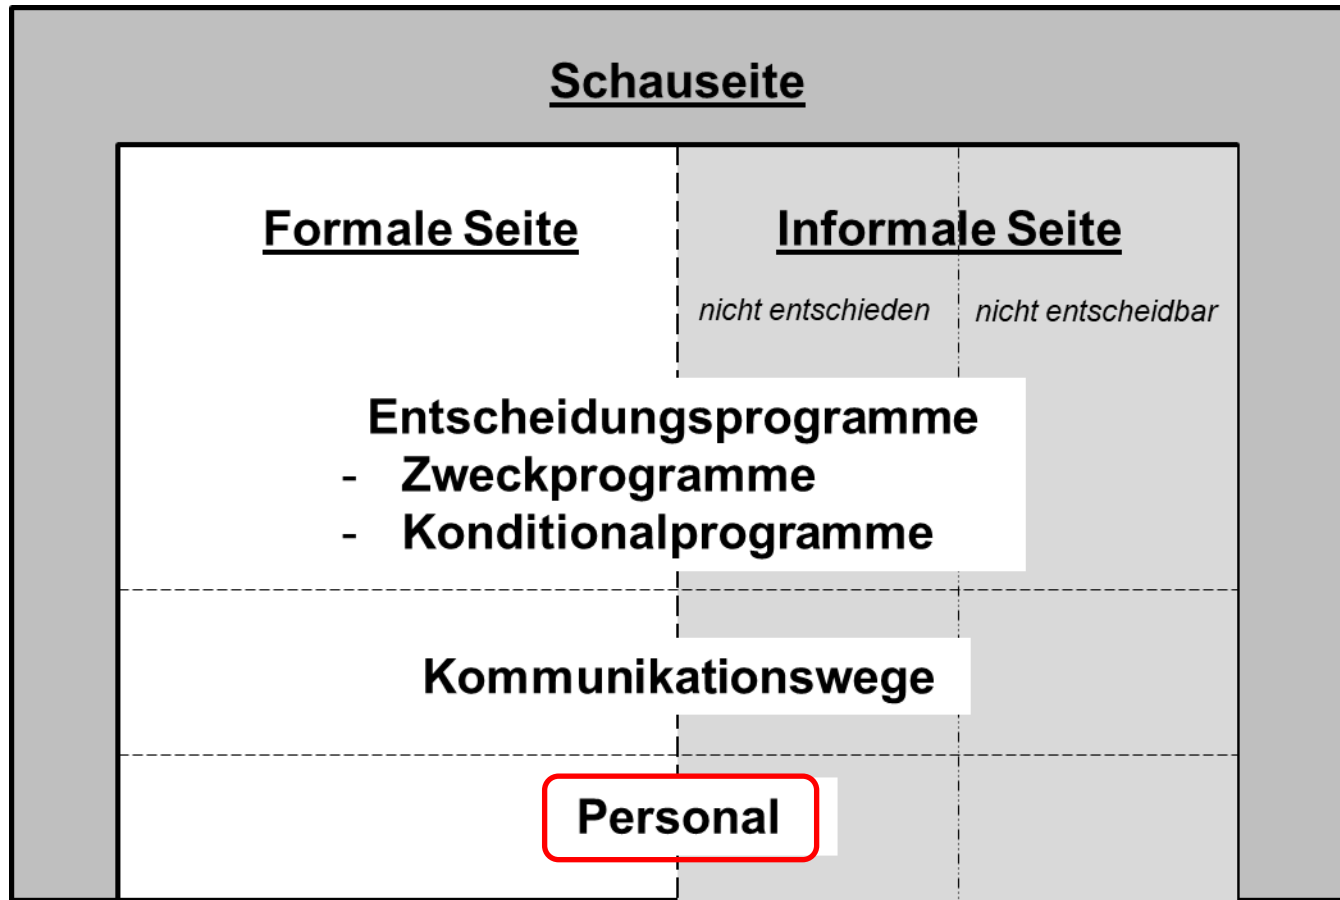 Schauseite
Formale Seite
Informale Seite
nicht entschieden
nicht entscheidbar
Entscheidungsprogramme
- Zweckprogramme
- Konditionalprogramme
Kommunikationswege
Personal